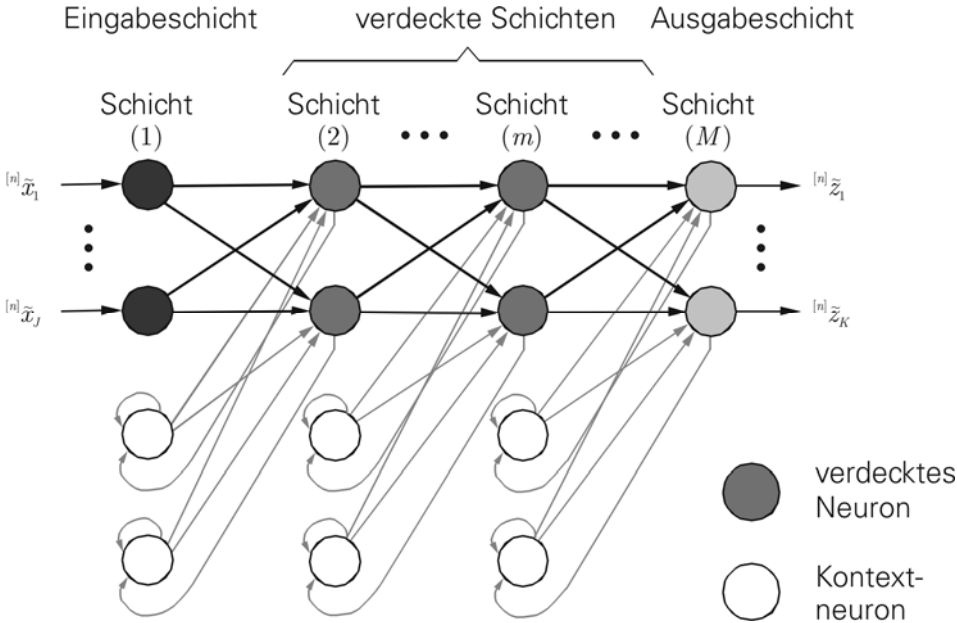 Eingabeschicht verdeckte Schichten Ausgabeschicht
Schicht Schicht Schicht Schicht
(1) (2) (m) (M)
[n] x̃1 [n] z̃1
[n] x̃J [n] z̃K
verdecktes
Neuron
Kontext-
neuron